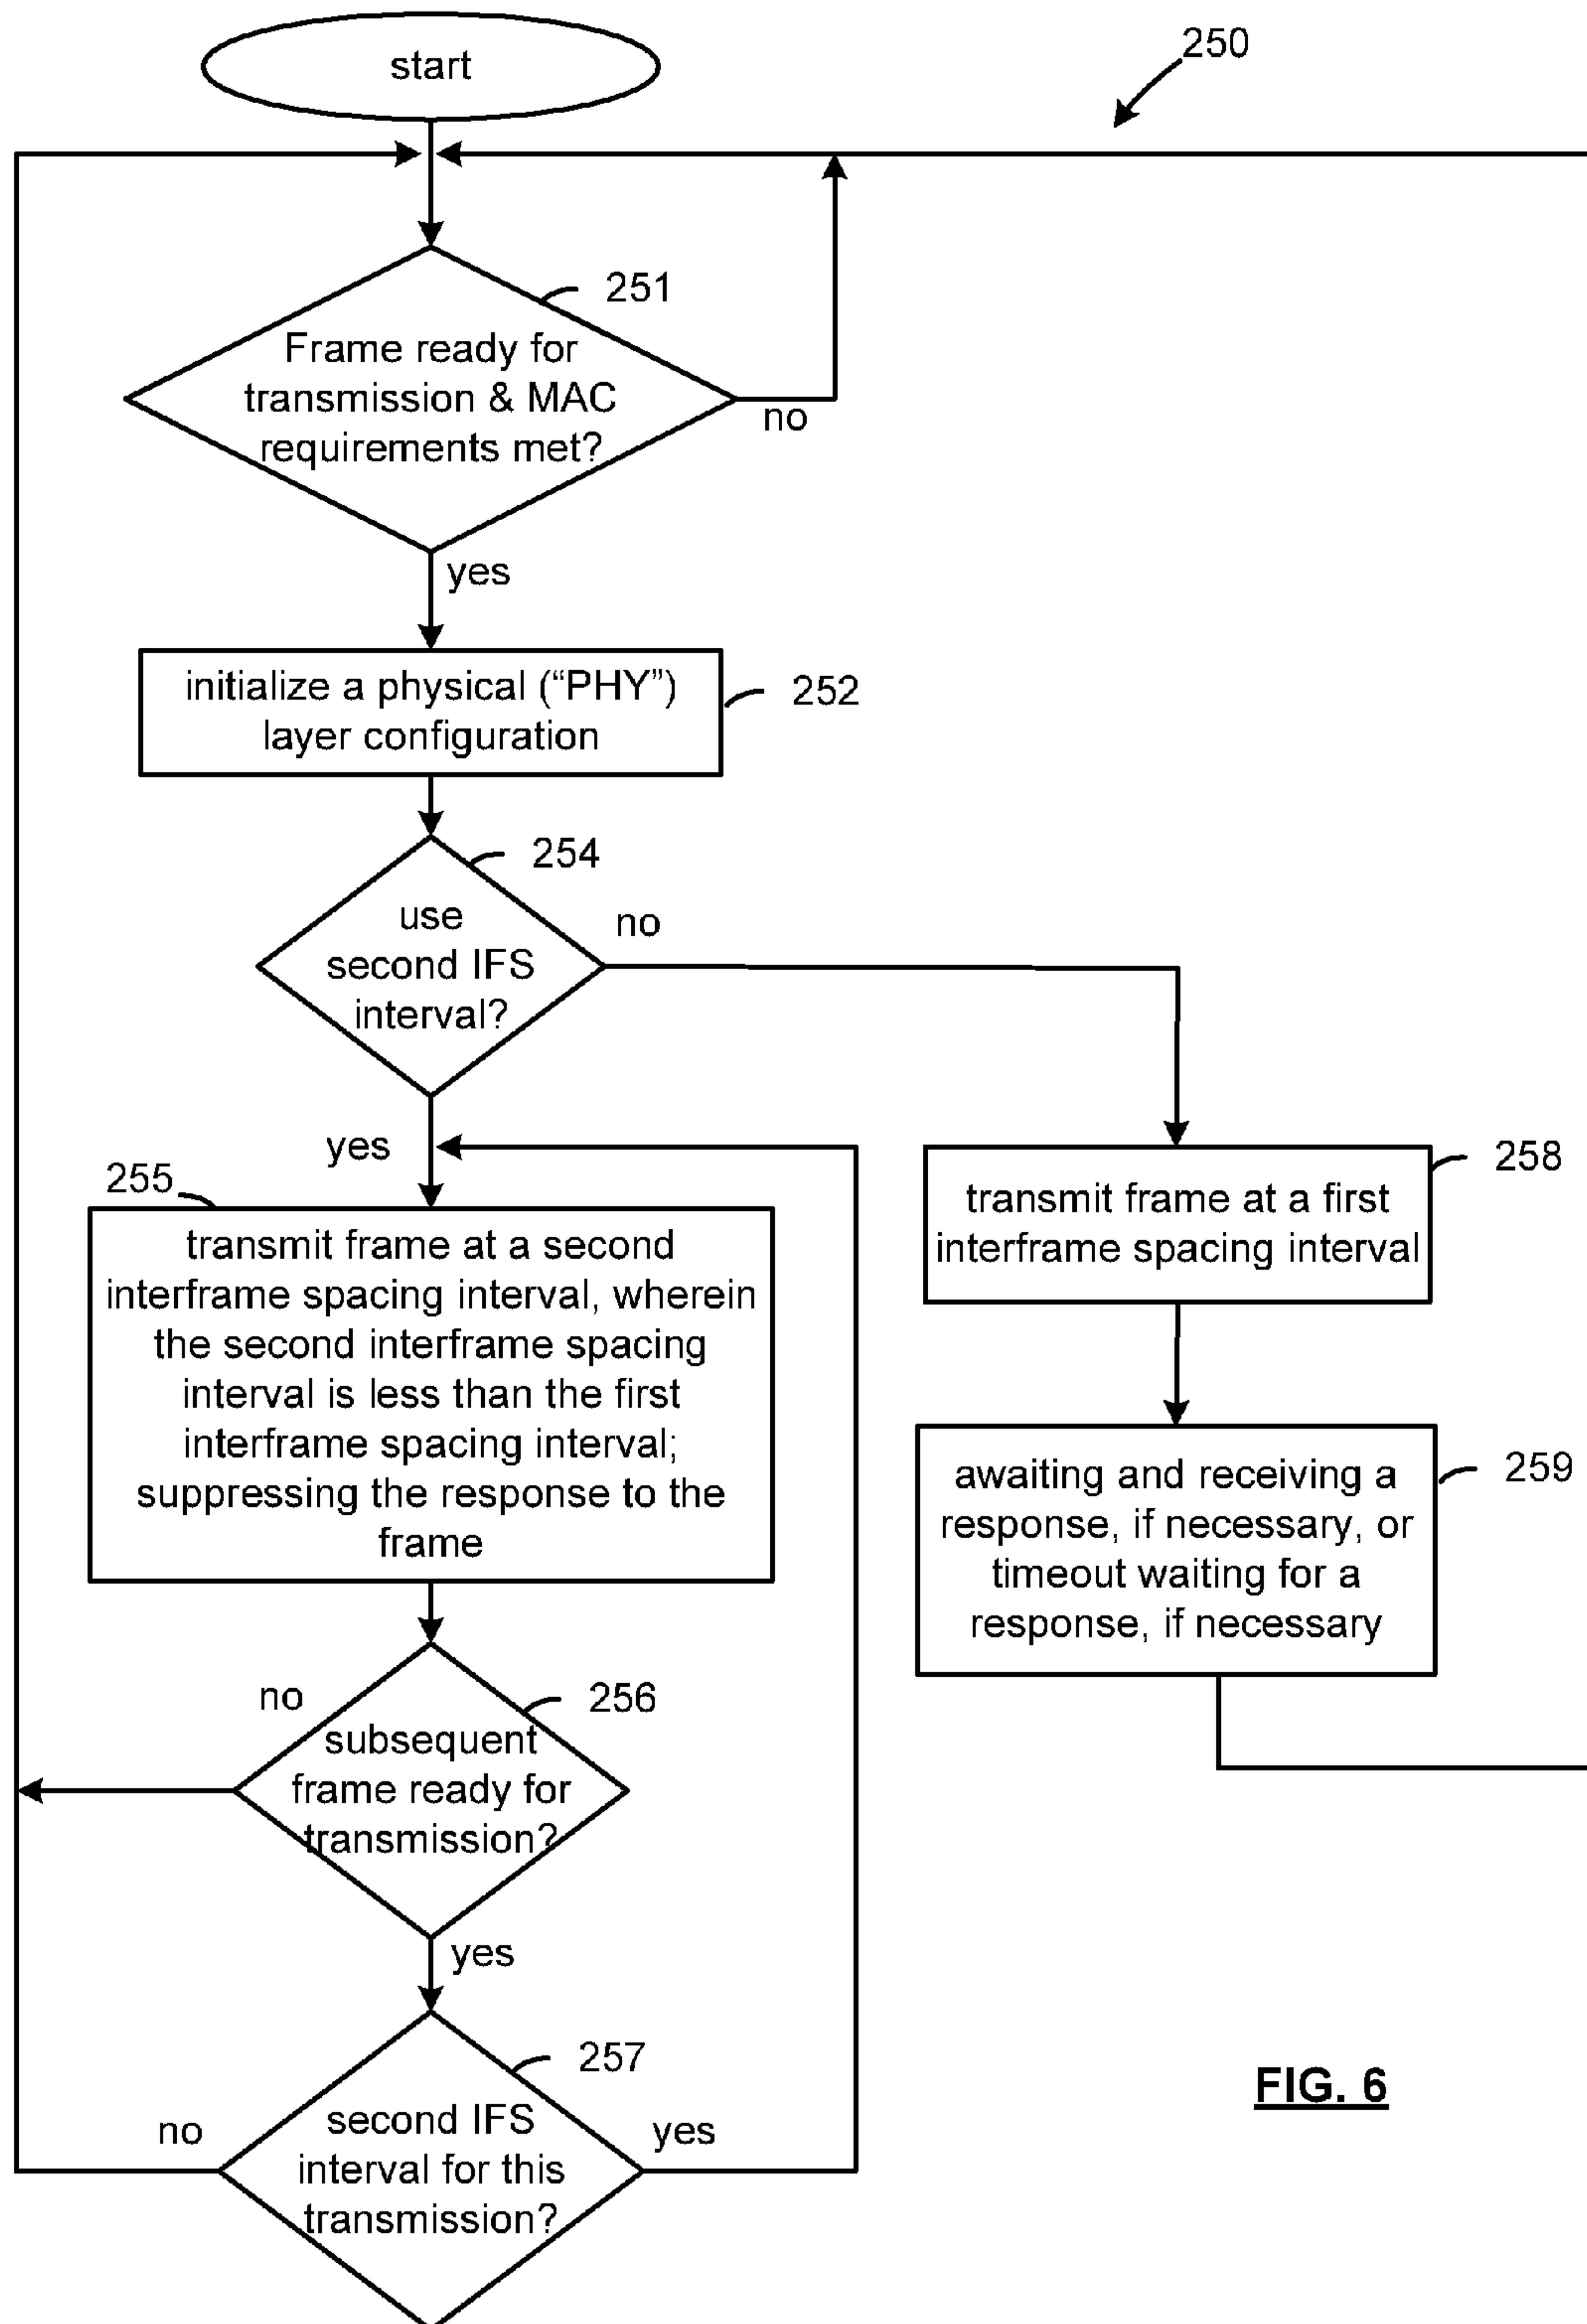 start
250
251
Frame ready for
transmission & MAC
requirements met?
no
yes
initialize a physical (“PHY”)
layer configuration
252
254
use
second IFS
interval?
no
yes
255
transmit frame at a second
interframe spacing interval, wherein
the second interframe spacing
interval is less than the first
interframe spacing interval;
suppressing the response to the
frame
258
transmit frame at a first
interframe spacing interval
259
awaiting and receiving a
response, if necessary, or
timeout waiting for a
response, if necessary
no
256
subsequent
frame ready for
transmission?
yes
257
no
second IFS
interval for this
transmission?
yes
FIG. 6